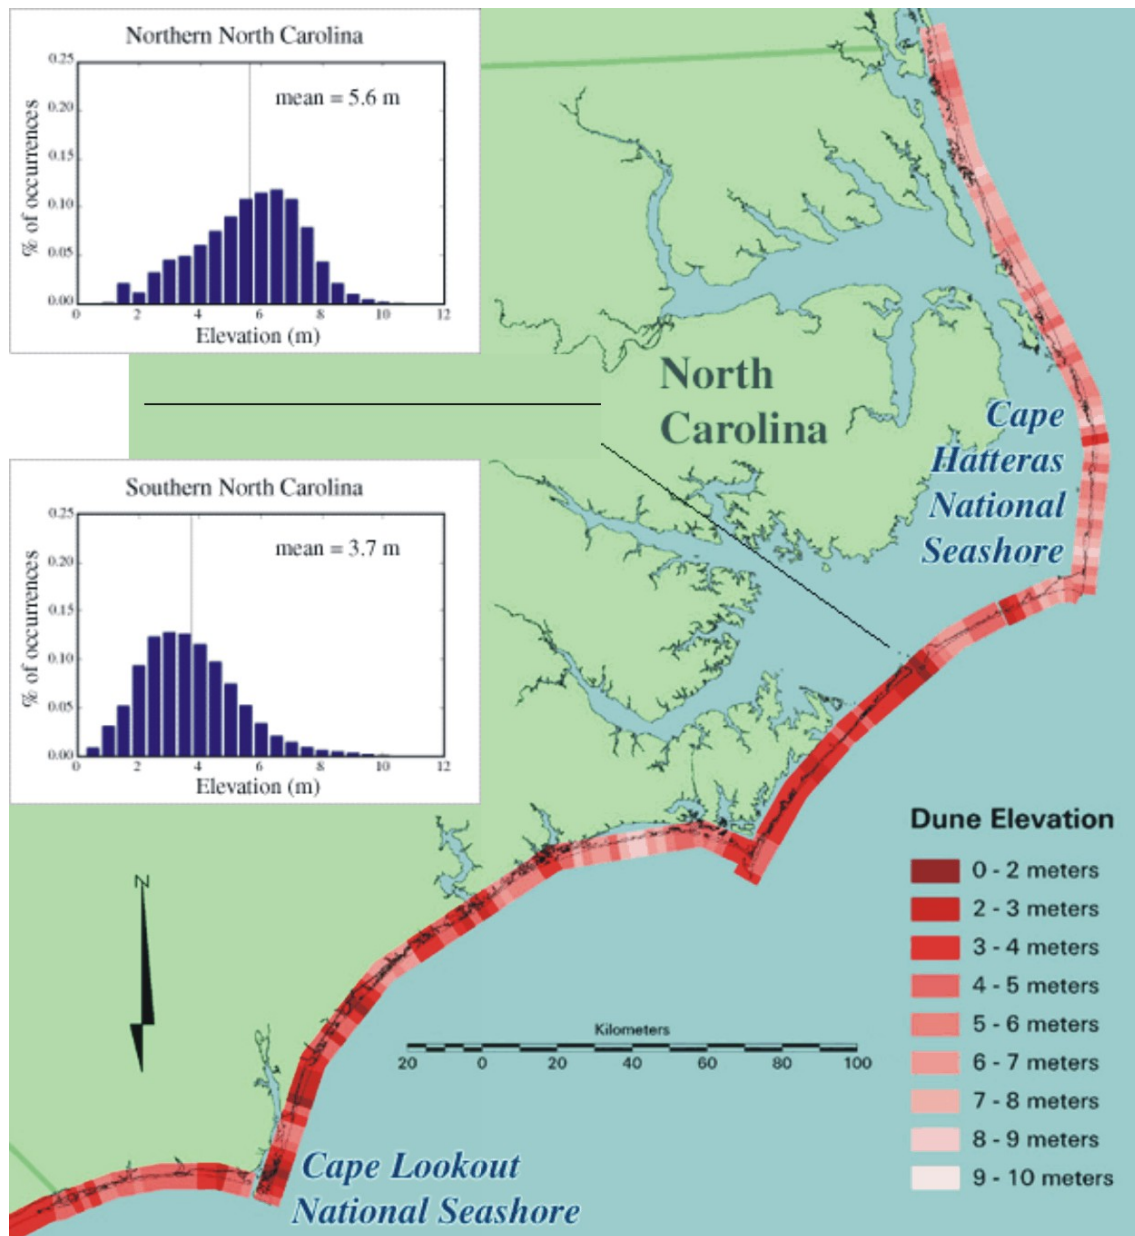 Northern North Carolina
mean = 5.6 m
% of occurrences
0.25
0.20
0.15
0.10
0.05
0.00
0 2 4 6 8 10 12
Elevation (m)
North
Carolina
Cape
Hatteras
National
Seashore
Southern North Carolina
mean = 3.7 m
% of occurrences
0.25
0.20
0.15
0.10
0.05
0.00
0 2 4 6 8 10 12
Elevation (m)
Dune Elevation
0 - 2 meters
2 - 3 meters
3 - 4 meters
4 - 5 meters
5 - 6 meters
6 - 7 meters
7 - 8 meters
8 - 9 meters
9 - 10 meters
N
Kilometers
20 0 20 40 60 80 100
Cape Lookout
National Seashore